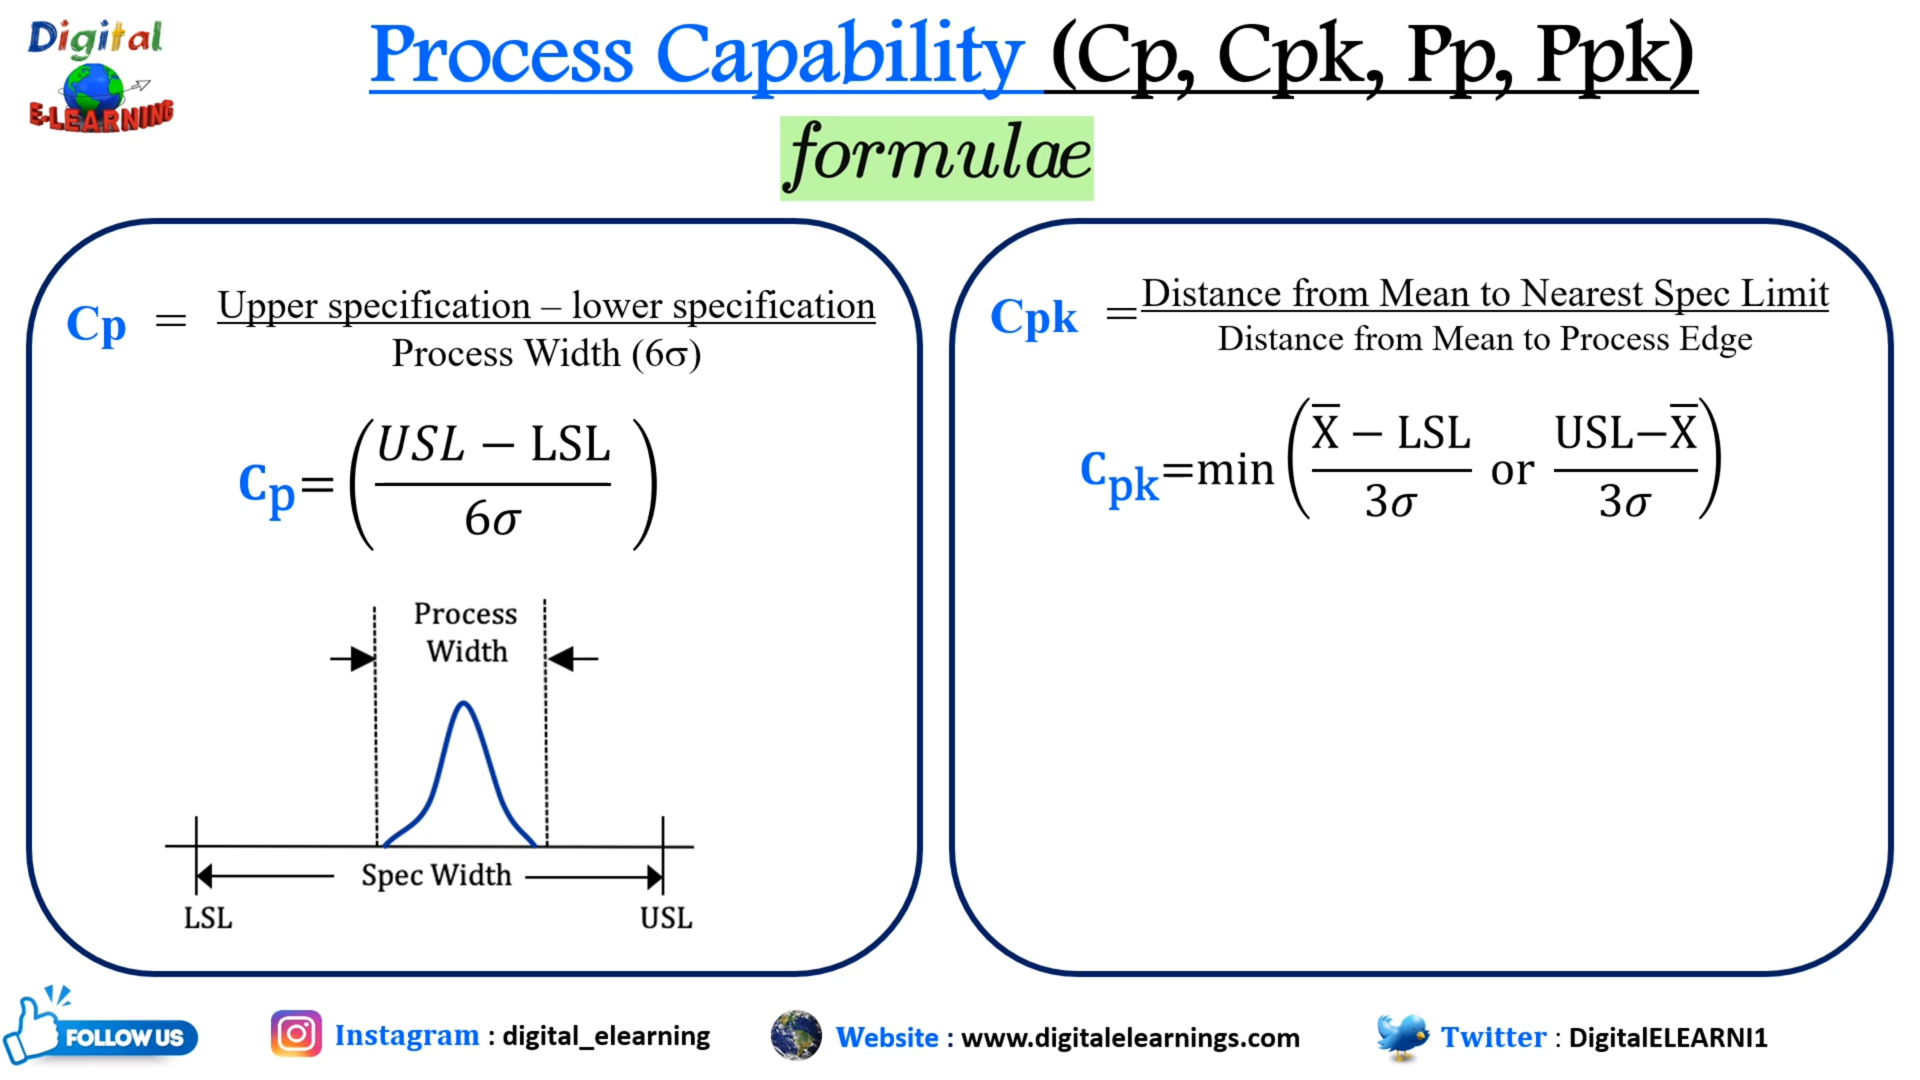 Digital
E-LEARNING
Process Capability (Cp, Cpk, Pp, Ppk)
formulae
Cp = Upper specification – lower specification
Process Width (6σ)
Cp=(USL − LSL
6σ)
Process
Width
Spec Width
LSL USL
Cpk =Distance from Mean to Nearest Spec Limit
Distance from Mean to Process Edge
Cpk=min (X̅ − LSL or USL−X̅)
3σ 3σ
FOLLOW US
Instagram : digital_elearning
Website : www.digitalelearnings.com
Twitter : DigitalELEARNI1